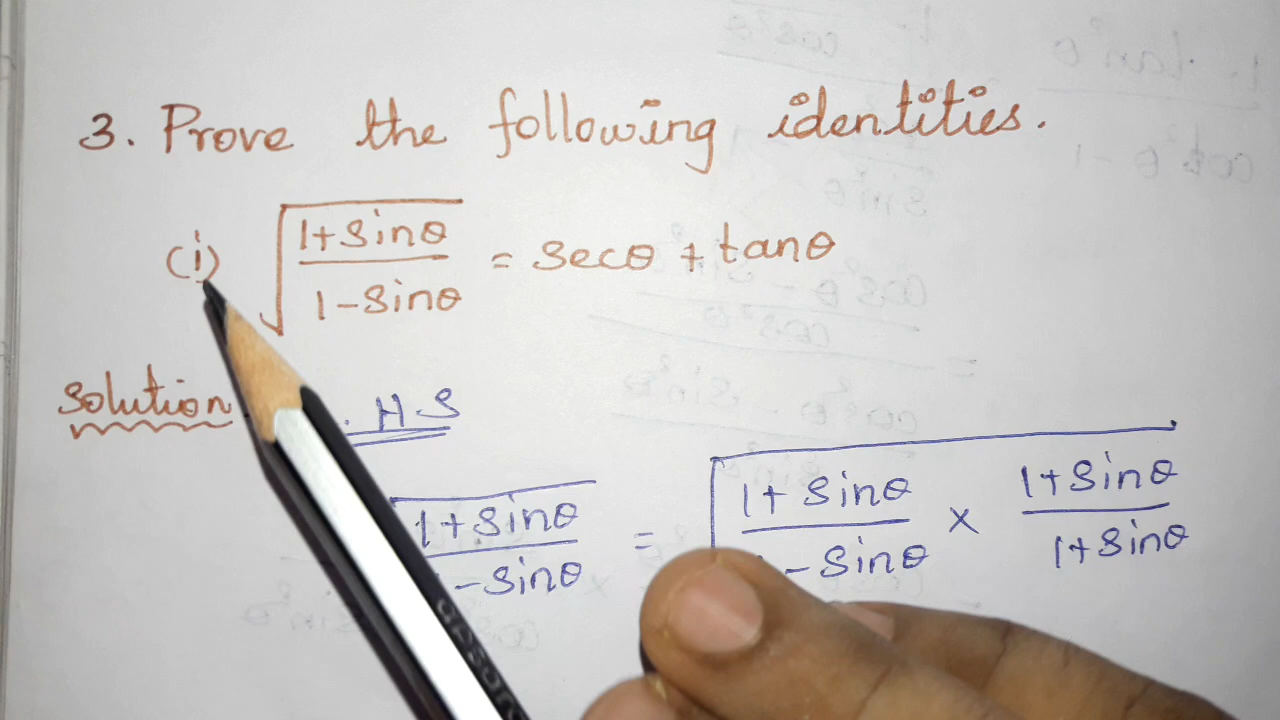 3. Prove the following identities.
(i) √(1+sinθ / 1-sinθ) = secθ + tanθ
Solution
. H S
√(1+sinθ / -sinθ) = √(1+sinθ / -sinθ × 1+sinθ / 1+sinθ)